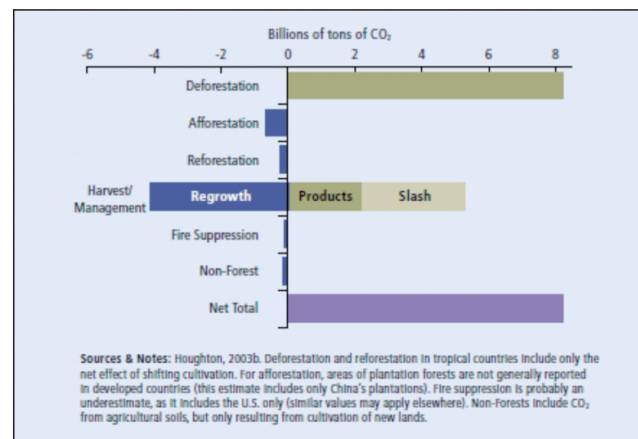 Billions of tons of CO₂
-6 -4 -2 0 2 4 6 8
Deforestation
Afforestation
Reforestation
Harvest/
Management
Regrowth Products Slash
Fire Suppression
Non-Forest
Net Total
Sources & Notes: Houghton, 2003b. Deforestation and reforestation in tropical countries include only the
net effect of shifting cultivation. For afforestation, areas of plantation forests are not generally reported
in developed countries (this estimate includes only China's plantations). Fire suppression is probably an
underestimate, as it includes the U.S. only (similar values may apply elsewhere). Non-Forests include CO₂
from agricultural soils, but only resulting from cultivation of new lands.